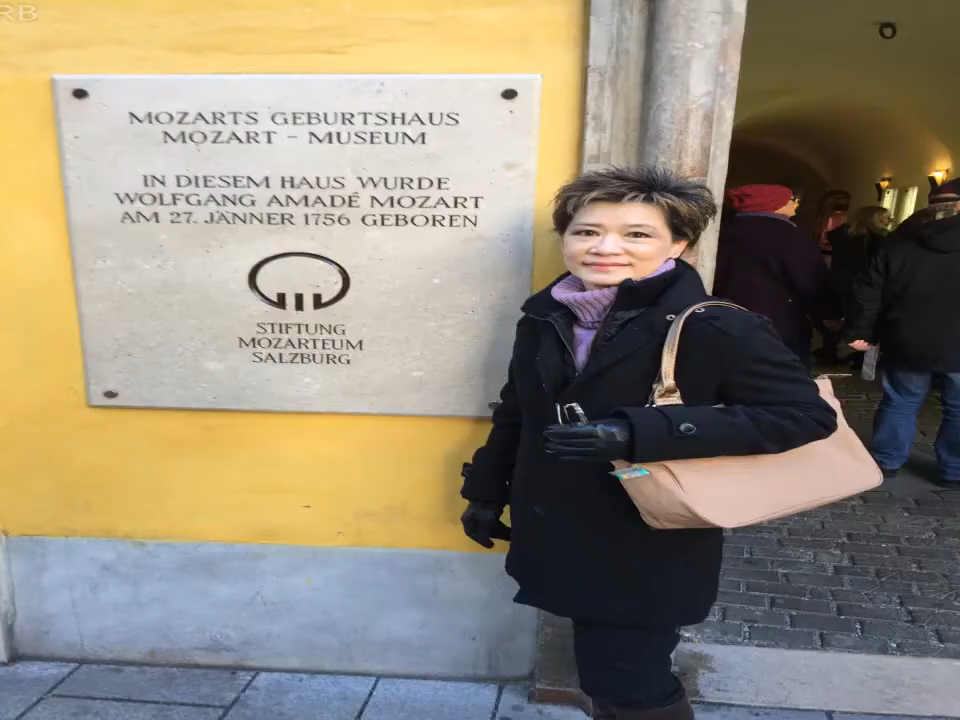 RB
MOZARTS GEBURTSHAUS
MOZART - MUSEUM
IN DIESEM HAUS WURDE
WOLFGANG AMADÉ MOZART
AM 27. JÄNNER 1756 GEBOREN
STIFTUNG
MOZARTEUM
SALZBURG